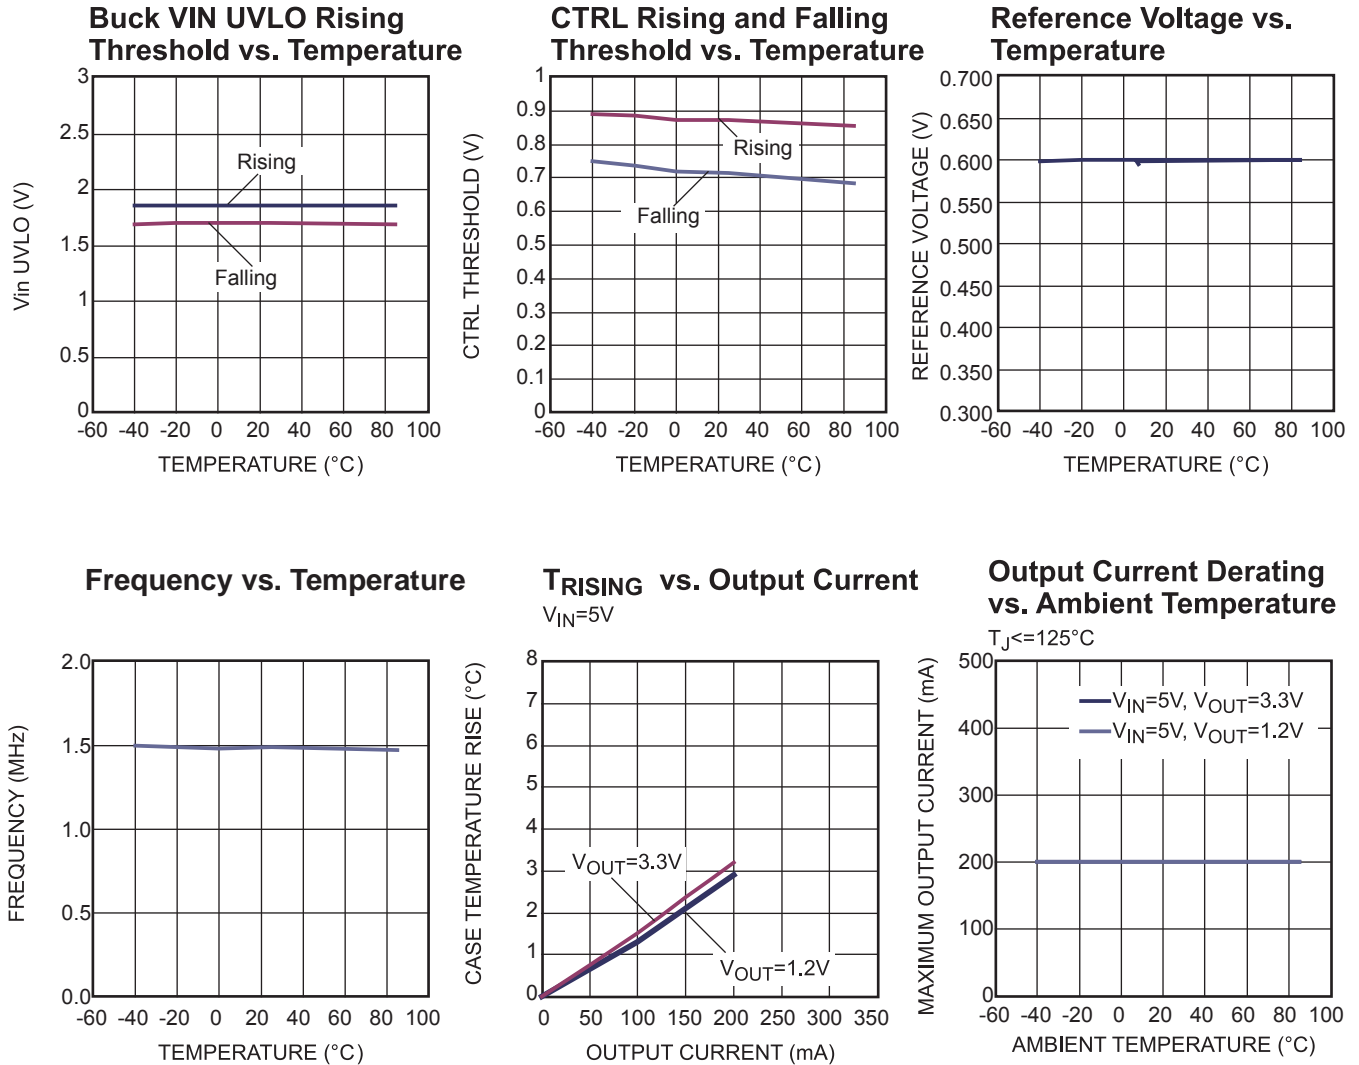 Buck VIN UVLO Rising
Threshold vs. Temperature
3
2.5
2
1.5
1
0.5
0
Vin UVLO (V)
Rising
Falling
-60 -40 -20 0 20 40 60 80 100
TEMPERATURE (°C)
CTRL Rising and Falling
Threshold vs. Temperature
1
0.9
0.8
0.7
0.6
0.5
0.4
0.3
0.2
0.1
0
CTRL THRESHOLD (V)
Rising
Falling
-60 -40 -20 0 20 40 60 80 100
TEMPERATURE (°C)
Reference Voltage vs.
Temperature
0.700
0.650
0.600
0.550
0.500
0.450
0.400
0.350
0.300
REFERENCE VOLTAGE (V)
-60 -40 -20 0 20 40 60 80 100
TEMPERATURE (°C)
Frequency vs. Temperature
2.0
1.5
1.0
0.5
0.0
FREQUENCY (MHz)
-60 -40 -20 0 20 40 60 80 100
TEMPERATURE (°C)
TRISING vs. Output Current
VIN=5V
8
7
6
5
4
3
2
1
0
CASE TEMPERATURE RISE (°C)
VOUT=3.3V
VOUT=1.2V
0 50 100 150 200 250 300 350
OUTPUT CURRENT (mA)
Output Current Derating
vs. Ambient Temperature
TJ<=125°C
500
400
300
200
100
0
MAXIMUM OUTPUT CURRENT (mA)
VIN=5V, VOUT=3.3V
VIN=5V, VOUT=1.2V
-60 -40 -20 0 20 40 60 80 100
AMBIENT TEMPERATURE (°C)